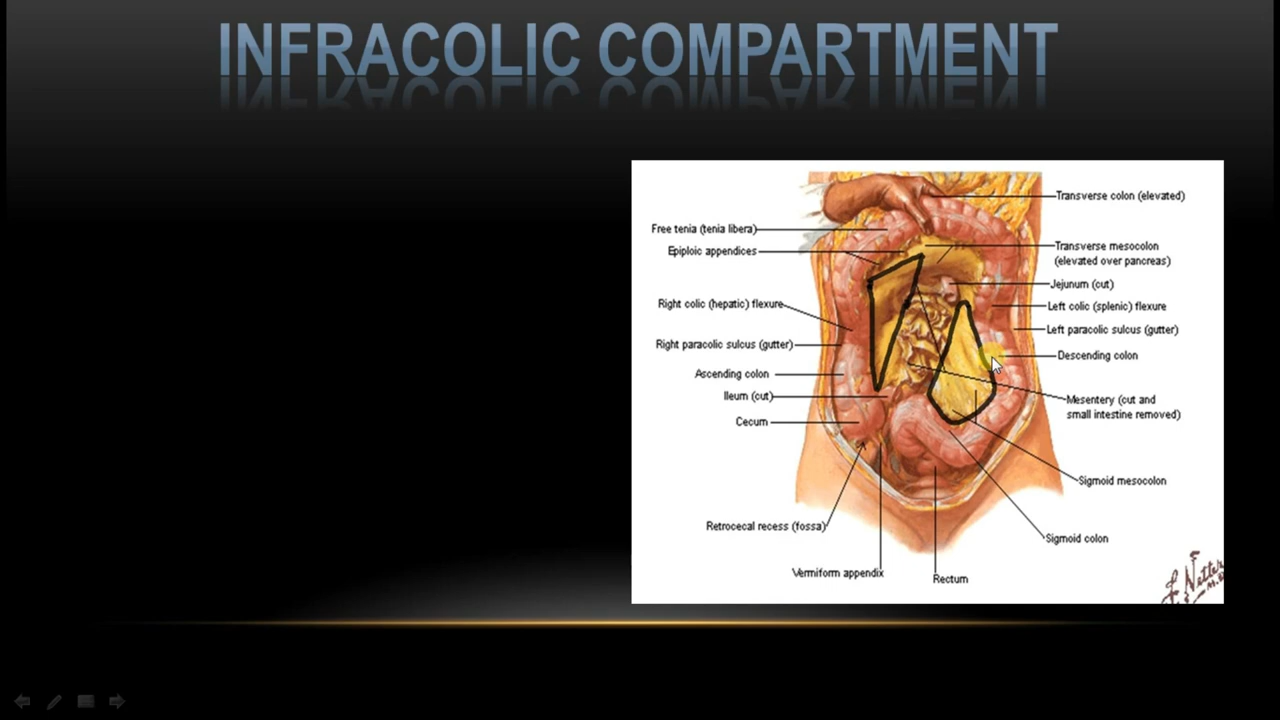 INFRACOLIC COMPARTMENT
Transverse colon (elevated)
Free tenia (tenia libera)
Epiploic appendices
Transverse mesocolon
(elevated over pancreas)
Jejunum (cut)
Right colic (hepatic) flexure
Left colic (splenic) flexure
Left paracolic sulcus (gutter)
Right paracolic sulcus (gutter)
Descending colon
Ascending colon
Ileum (cut)
Mesentery (cut and
small intestine removed)
Cecum
Sigmoid mesocolon
Retrocecal recess (fossa)
Sigmoid colon
Vermiform appendix
Rectum
F. Netter
M.D.